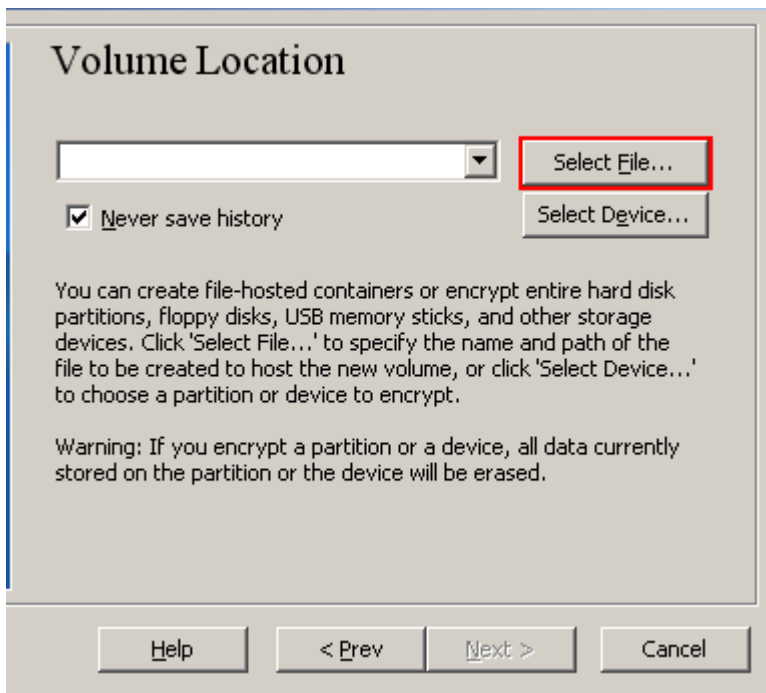 Volume Location
Select File...
Never save history
Select Device...
You can create file-hosted containers or encrypt entire hard disk
partitions, floppy disks, USB memory sticks, and other storage
devices. Click 'Select File...' to specify the name and path of the
file to be created to host the new volume, or click 'Select Device...'
to choose a partition or device to encrypt.
Warning: If you encrypt a partition or a device, all data currently
stored on the partition or the device will be erased.
Help
< Prev
Next >
Cancel